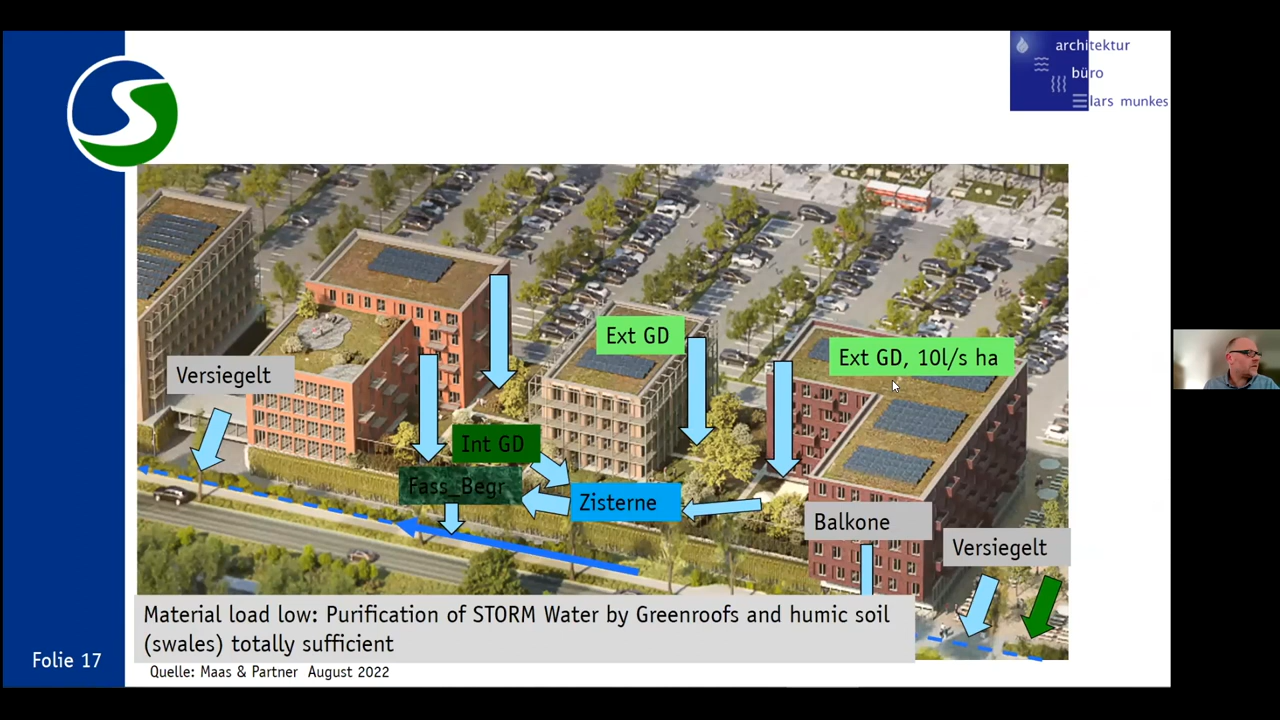 architektur
büro
lars munkes
Ext GD
Ext GD, 10l/s ha
Versiegelt
Int GD
Fass_Begr
Zisterne
Balkone
Versiegelt
Material load low: Purification of STORM Water by Greenroofs and humic soil
(swales) totally sufficient
Folie 17
Quelle: Maas & Partner August 2022